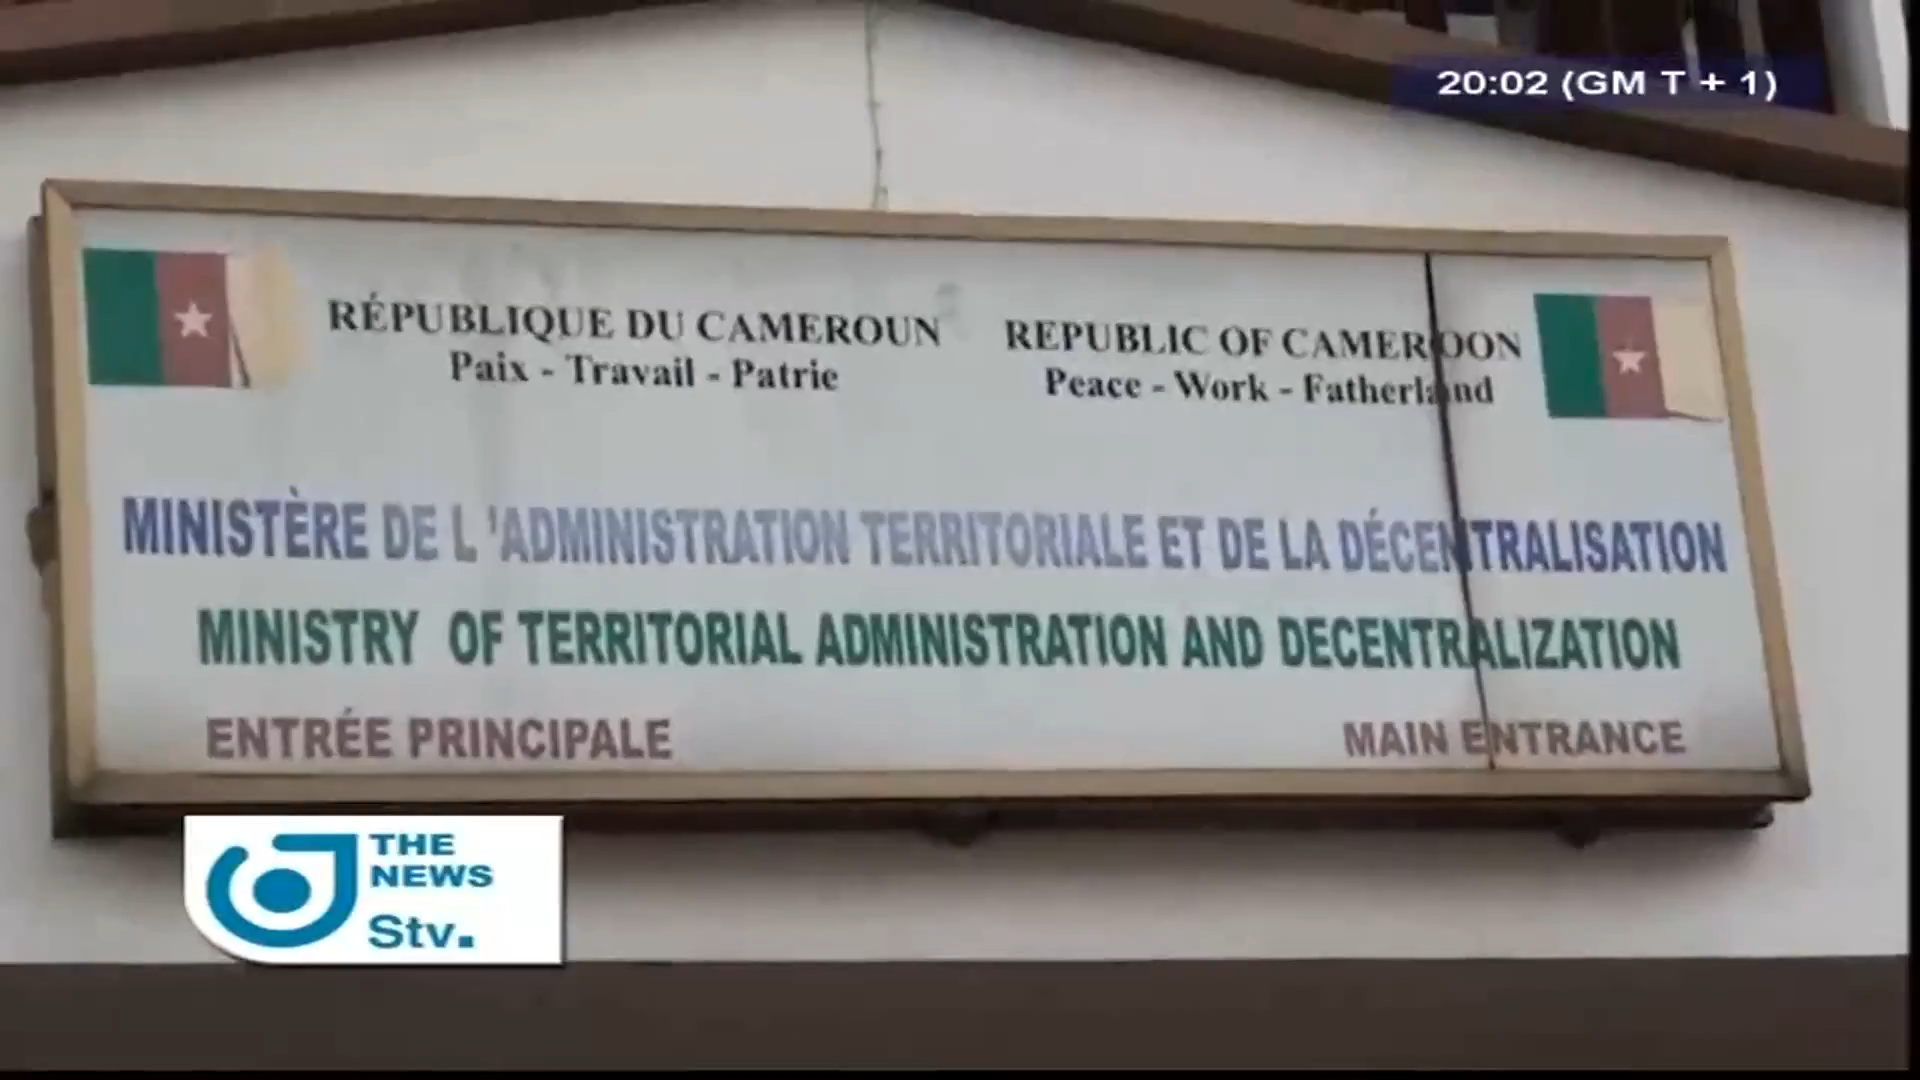 20:02 (GMT + 1)
RÉPUBLIQUE DU CAMEROUN
Paix - Travail - Patrie
REPUBLIC OF CAMEROON
Peace - Work - Fatherland
MINISTÈRE DE L 'ADMINISTRATION TERRITORIALE ET DE LA DÉCENTRALISATION
MINISTRY OF TERRITORIAL ADMINISTRATION AND DECENTRALIZATION
ENTRÉE PRINCIPALE
MAIN ENTRANCE
THE
NEWS
Stv.